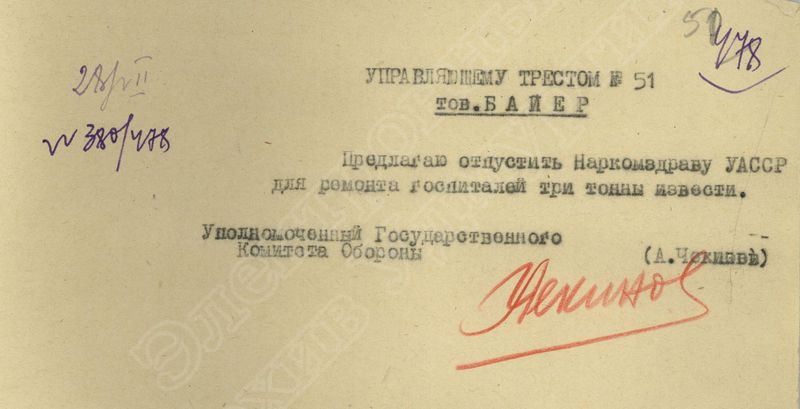 478
28/VII
№ 380/478
УПРАВЛЯЮЩЕМУ ТРЕСТОМ № 51
тов.БАЙЕР
Предлагаю отпустить Наркомздраву УАССР
для ремонта госпиталей три тонны извести.
Уполномоченный Государственного
Комитета Обороны
(А.Чекинов)
Чекинов